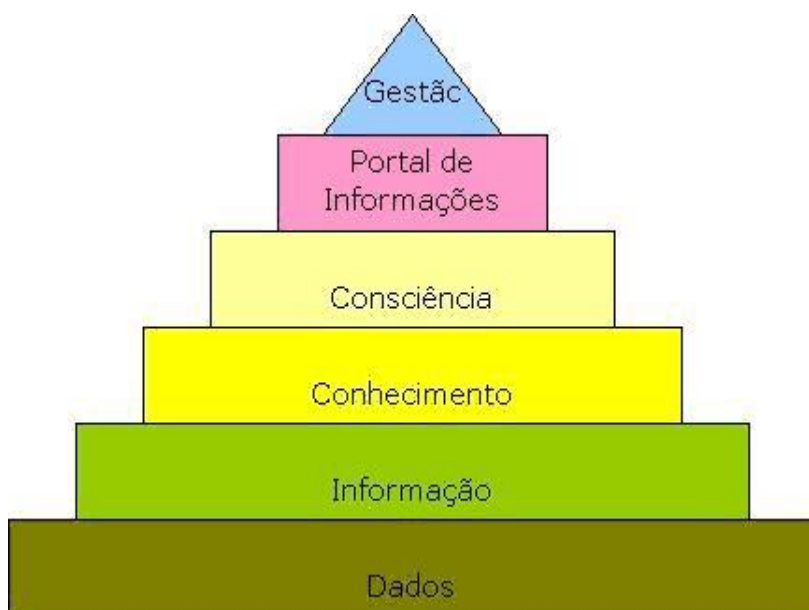 Gestãc
Portal de
Informações
Consciência
Conhecimento
Informação
Dados